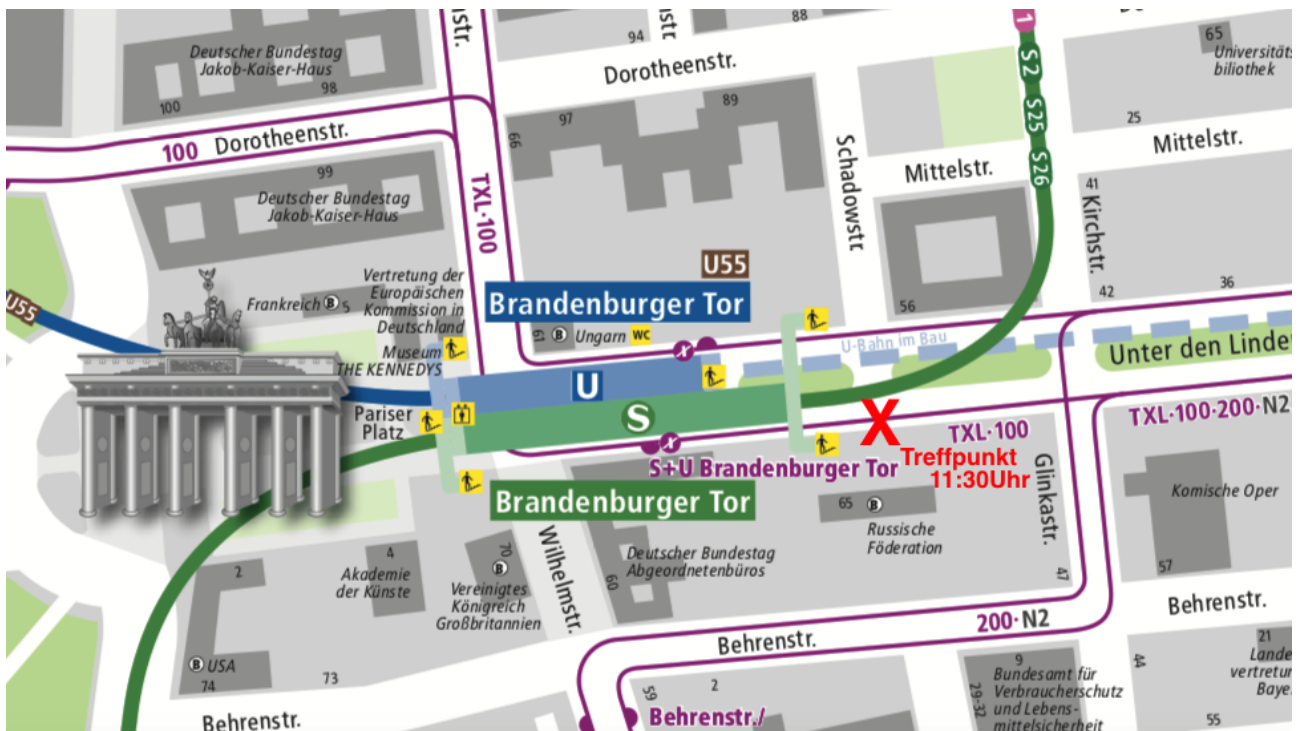 Deutscher Bundestag
Jakob-Kaiser-Haus
98
100
94
88
Dorotheenstr.
1
S2
S25
S26
65
Universitäts
biliothek
25
Mittelstr.
Mittelstr.
100 Dorotheenstr.
99
Deutscher Bundestag
Jakob-Kaiser-Haus
66
97
89
Schadowstr.
41
Kirchstr.
42
36
56
TXL·100
U55
U55
Brandenburger Tor
Frankreich B 5
Vertretung der
Europäischen
Kommission in
Deutschland
Museum
THE KENNEDYS
61
B Ungarn WC
X
U-Bahn im Bau
Unter den Linde
Pariser
Platz
U
S
X
S+U Brandenburger Tor
Brandenburger Tor
X
Treffpunkt
11:30Uhr
TXL·100
TXL·100·200·N2
Glinkastr.
47
Komische Oper
57
65 B
Russische
Föderation
Wilhelmstr.
Deutscher Bundestag
Abgeordnetenbüros
60
70
B
Vereinigtes
Königreich
Großbritannien
4
Akademie
der Künste
2
B USA
74
73
Behrenstr.
Behrenstr.
200·N2
Behrenstr.
59
2
Behrenstr./
9
29-32
Bundesamt für
Verbraucherschutz
und Lebens-
mittelsicherheit
44
21
Lande
vertretu
Baye
55